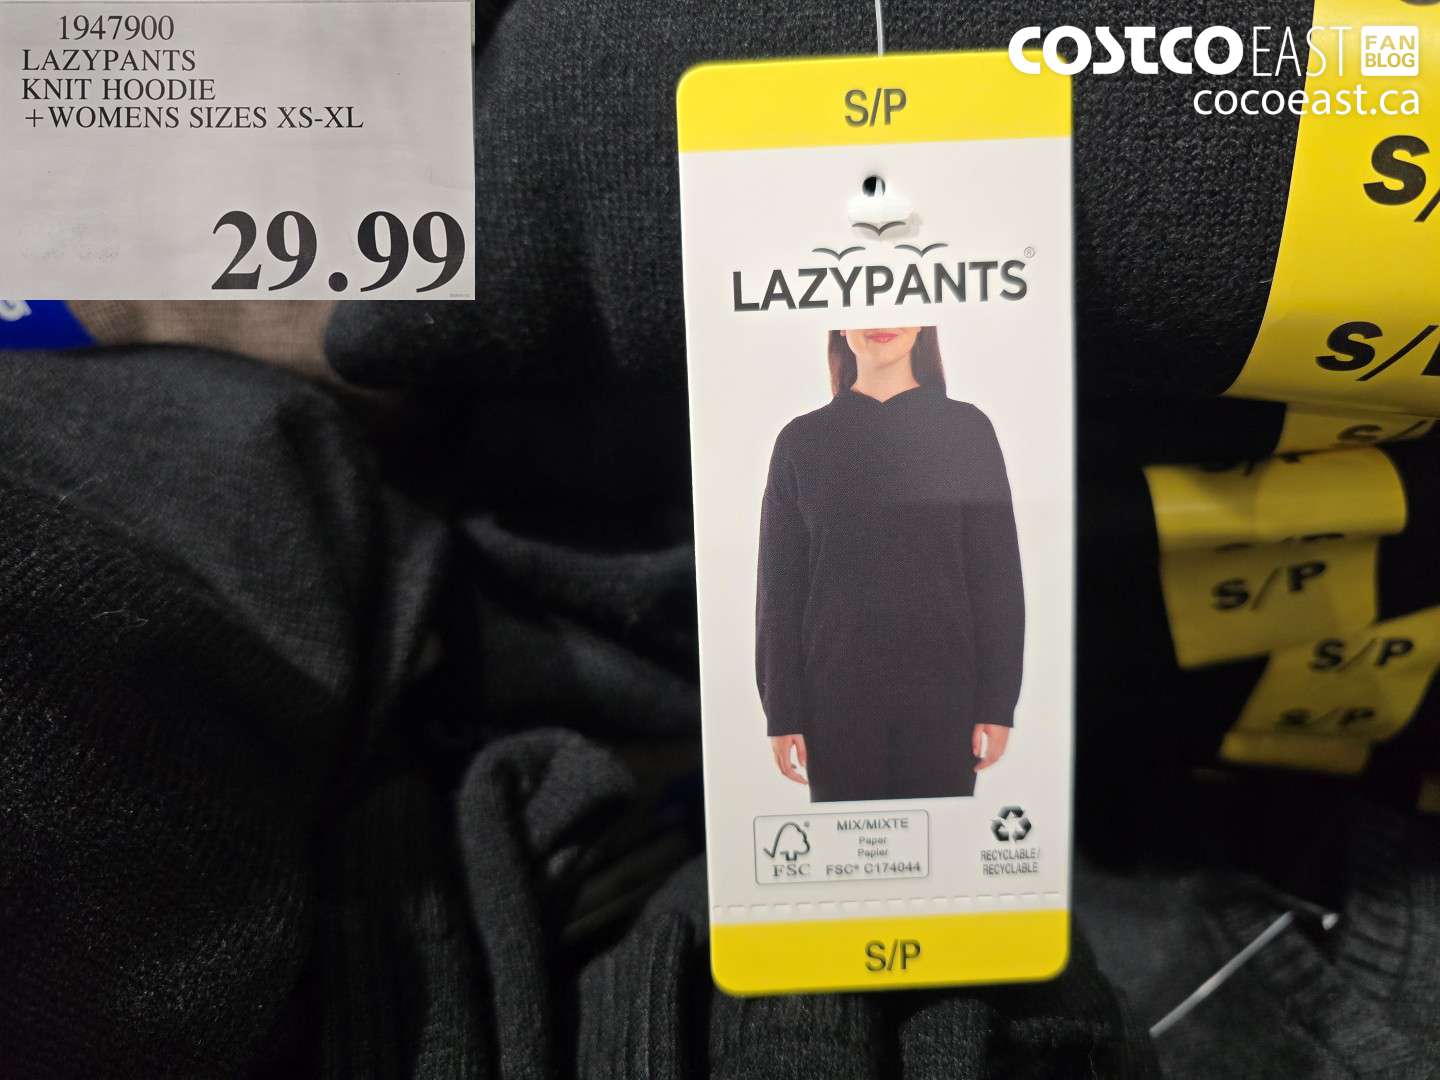 1947900
LAZYPANTS
KNIT HOODIE
+WOMENS SIZES XS-XL
29.99
COSTCO EAST FAN BLOG
cocoeast.ca
S/P
LAZYPANTS®
MIX/MIXTE
Paper
Papier
FSC® C174044
FSC®
RECYCLABLE/
RECYCLABLE
S/P
S/
S/
S/P
S/P
S/P
S/P